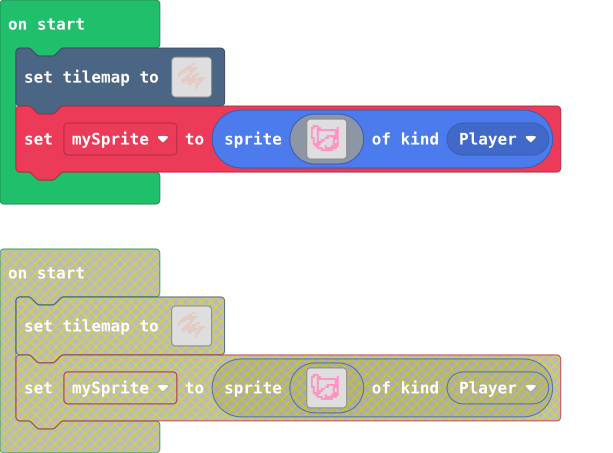 on start
set tilemap to
set mySprite to sprite of kind Player
on start
set tilemap to
set mySprite to sprite of kind Player